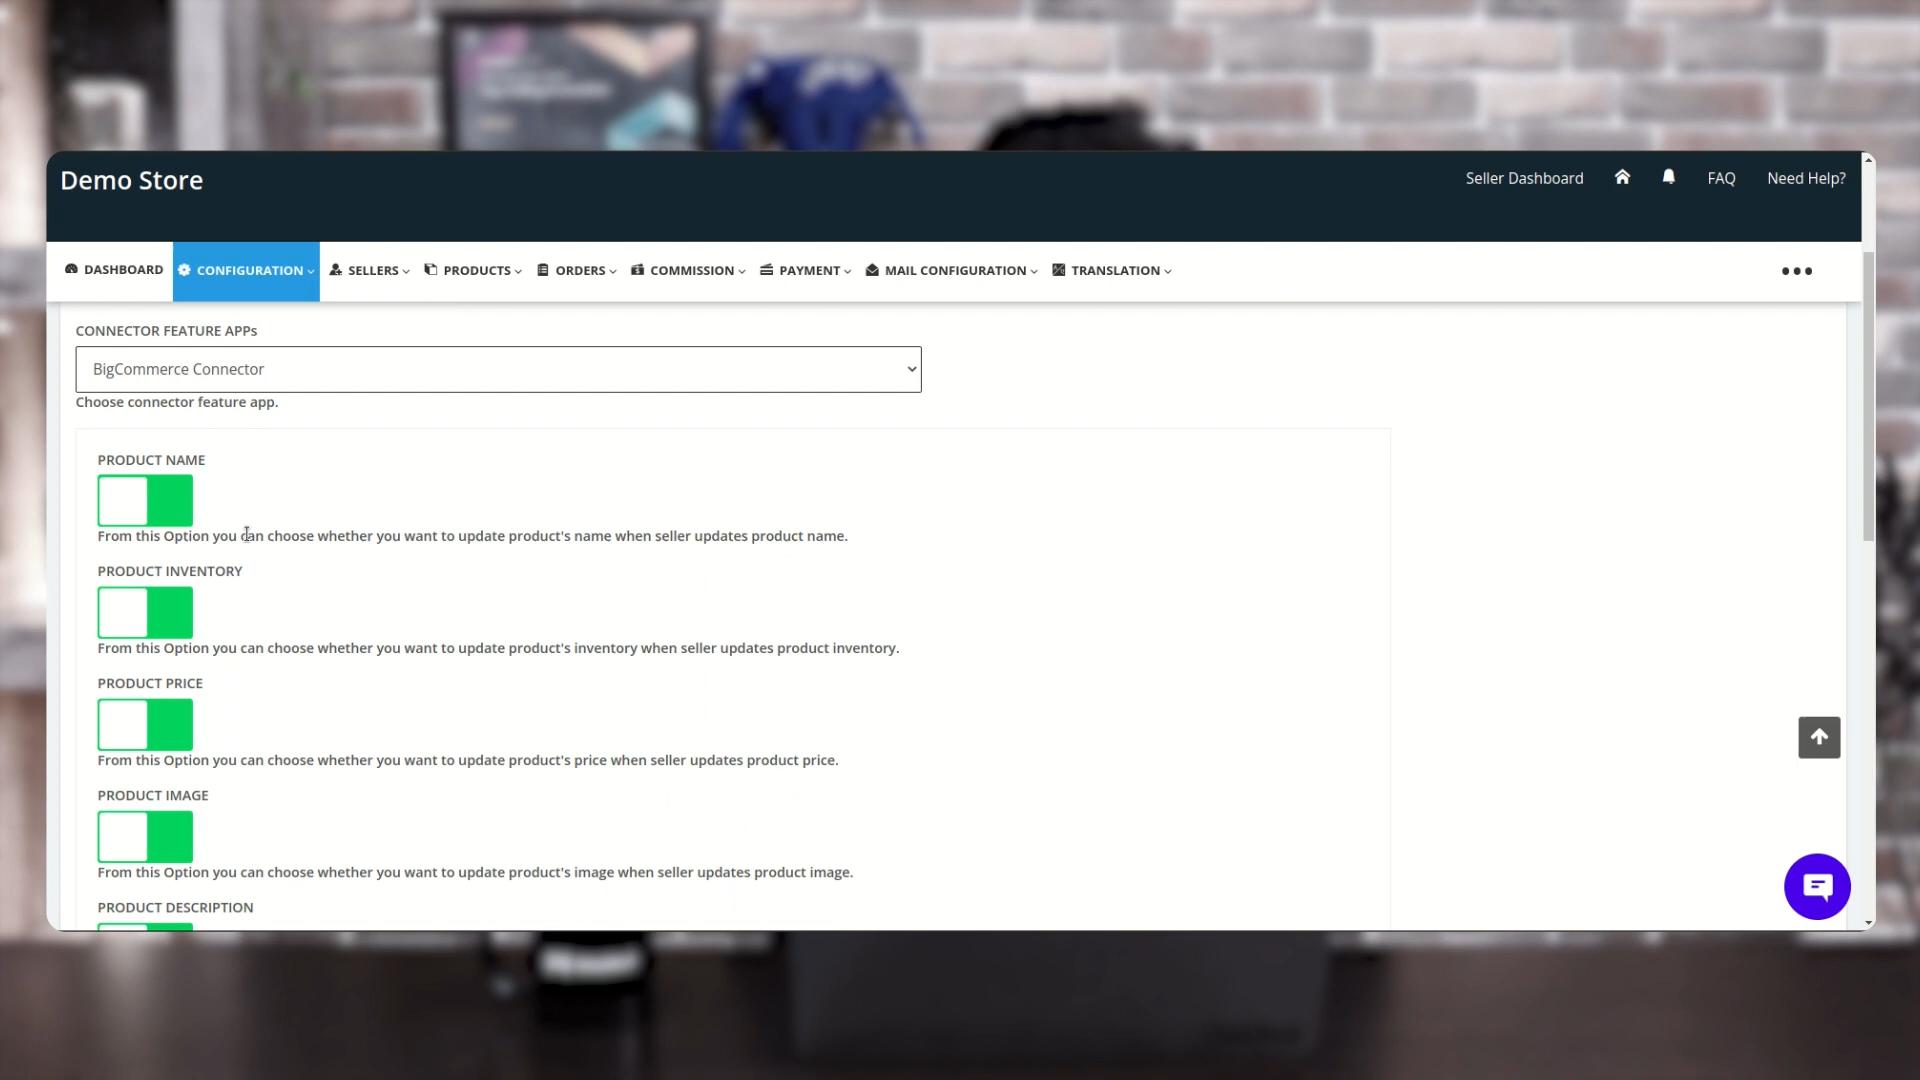 Demo Store
Seller Dashboard
FAQ
Need Help?
DASHBOARD
CONFIGURATION
SELLERS
PRODUCTS
ORDERS
COMMISSION
PAYMENT
MAIL CONFIGURATION
TRANSLATION
CONNECTOR FEATURE APPs
BigCommerce Connector
Choose connector feature app.
PRODUCT NAME
From this Option you can choose whether you want to update product's name when seller updates product name.
PRODUCT INVENTORY
From this Option you can choose whether you want to update product's inventory when seller updates product inventory.
PRODUCT PRICE
From this Option you can choose whether you want to update product's price when seller updates product price.
PRODUCT IMAGE
From this Option you can choose whether you want to update product's image when seller updates product image.
PRODUCT DESCRIPTION